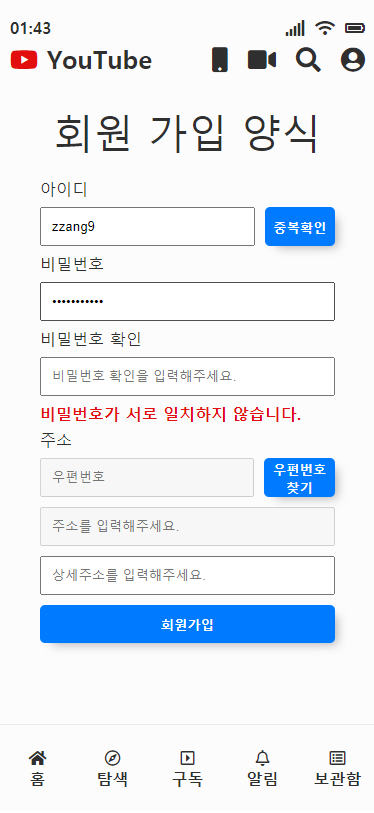 01:43
YouTube
회원 가입 양식
아이디
zzang9
중복확인
비밀번호
•••••••••••
비밀번호 확인
비밀번호 확인을 입력해주세요.
비밀번호가 서로 일치하지 않습니다.
주소
우편번호
우편번호
찾기
주소를 입력해주세요.
상세주소를 입력해주세요.
회원가입
홈
탐색
구독
알림
보관함